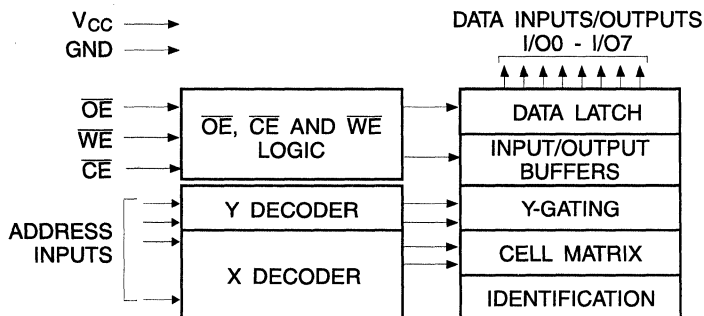 VCC
GND
DATA INPUTS/OUTPUTS
I/O0 - I/O7
OE
WE
CE
OE, CE AND WE
LOGIC
DATA LATCH
INPUT/OUTPUT
BUFFERS
ADDRESS
INPUTS
Y DECODER
X DECODER
Y-GATING
CELL MATRIX
IDENTIFICATION